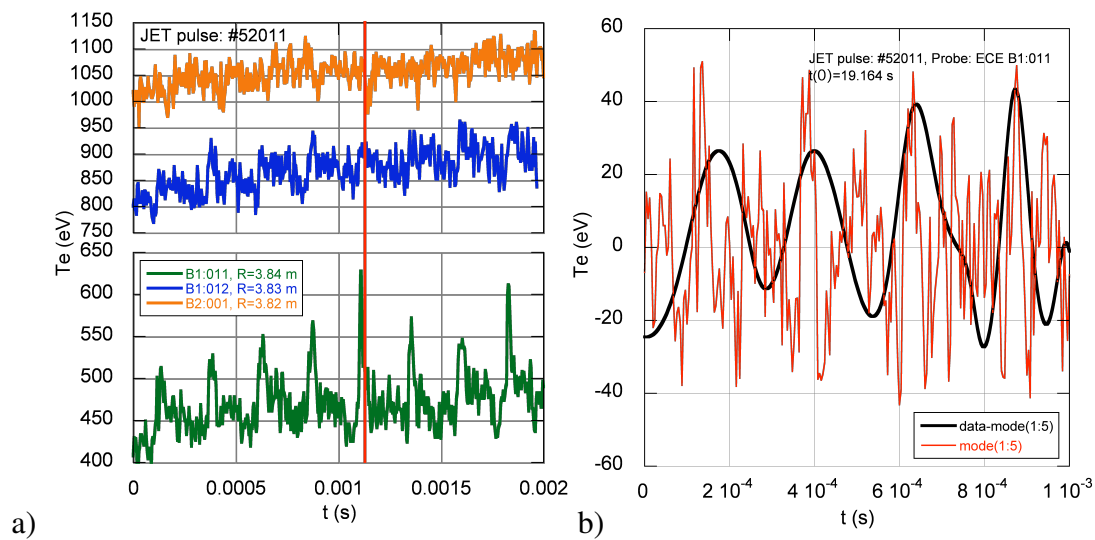 1150
1100
1050
1000
950
900
850
800
750
650
600
550
500
450
400
Te (eV)
JET pulse: #52011
B1:011, R=3.84 m
B1:012, R=3.83 m
B2:001, R=3.82 m
0
0.0005
0.001
0.0015
0.002
t (s)
a)
60
40
20
0
-20
-40
-60
Te (eV)
JET pulse: #52011, Probe: ECE B1:011
t(0)=19.164 s
data-mode(1:5)
mode(1:5)
0
2 10⁻⁴
4 10⁻⁴
6 10⁻⁴
8 10⁻⁴
1 10⁻³
t (s)
b)